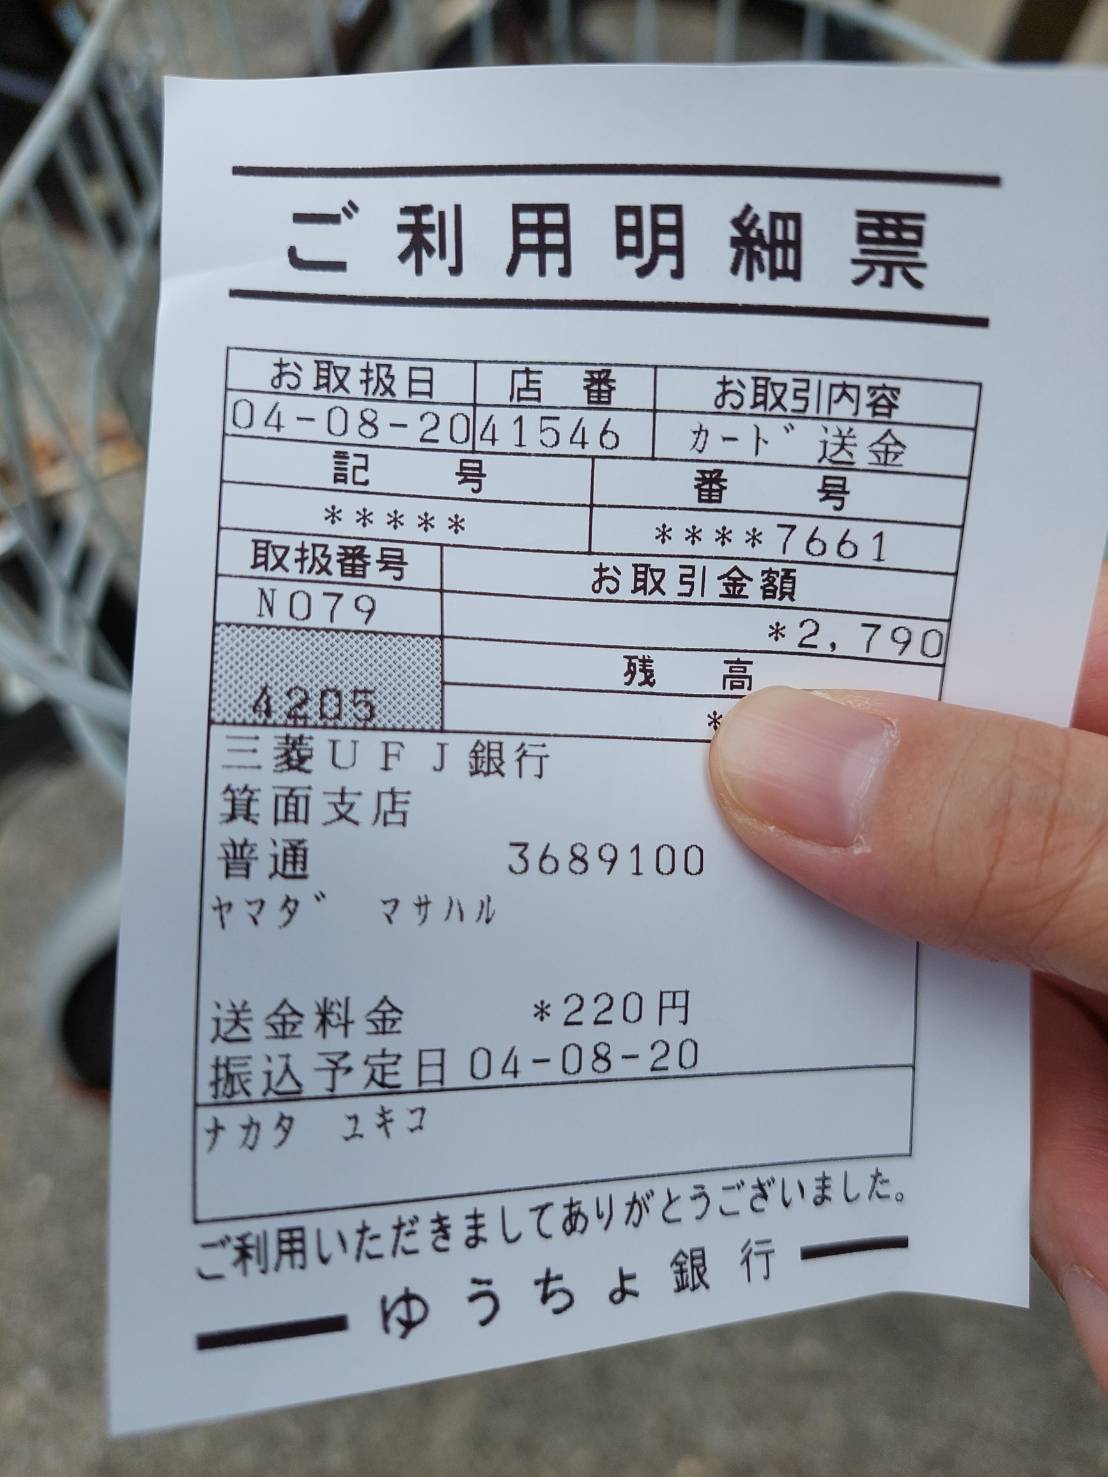 ご利用明細票
お取扱日 店番 お取引内容
04-08-20 41546 カード送金
記号 番号
***** ****7661
取扱番号 お取引金額
N079 *2,790
残高
4205 *
三菱UFJ銀行
箕面支店
普通 3689100
ヤマダ マサハル
送金料金 *220円
振込予定日 04-08-20
ナカタ ユキコ
ご利用いただきましてありがとうございました。
ゆうちょ銀行